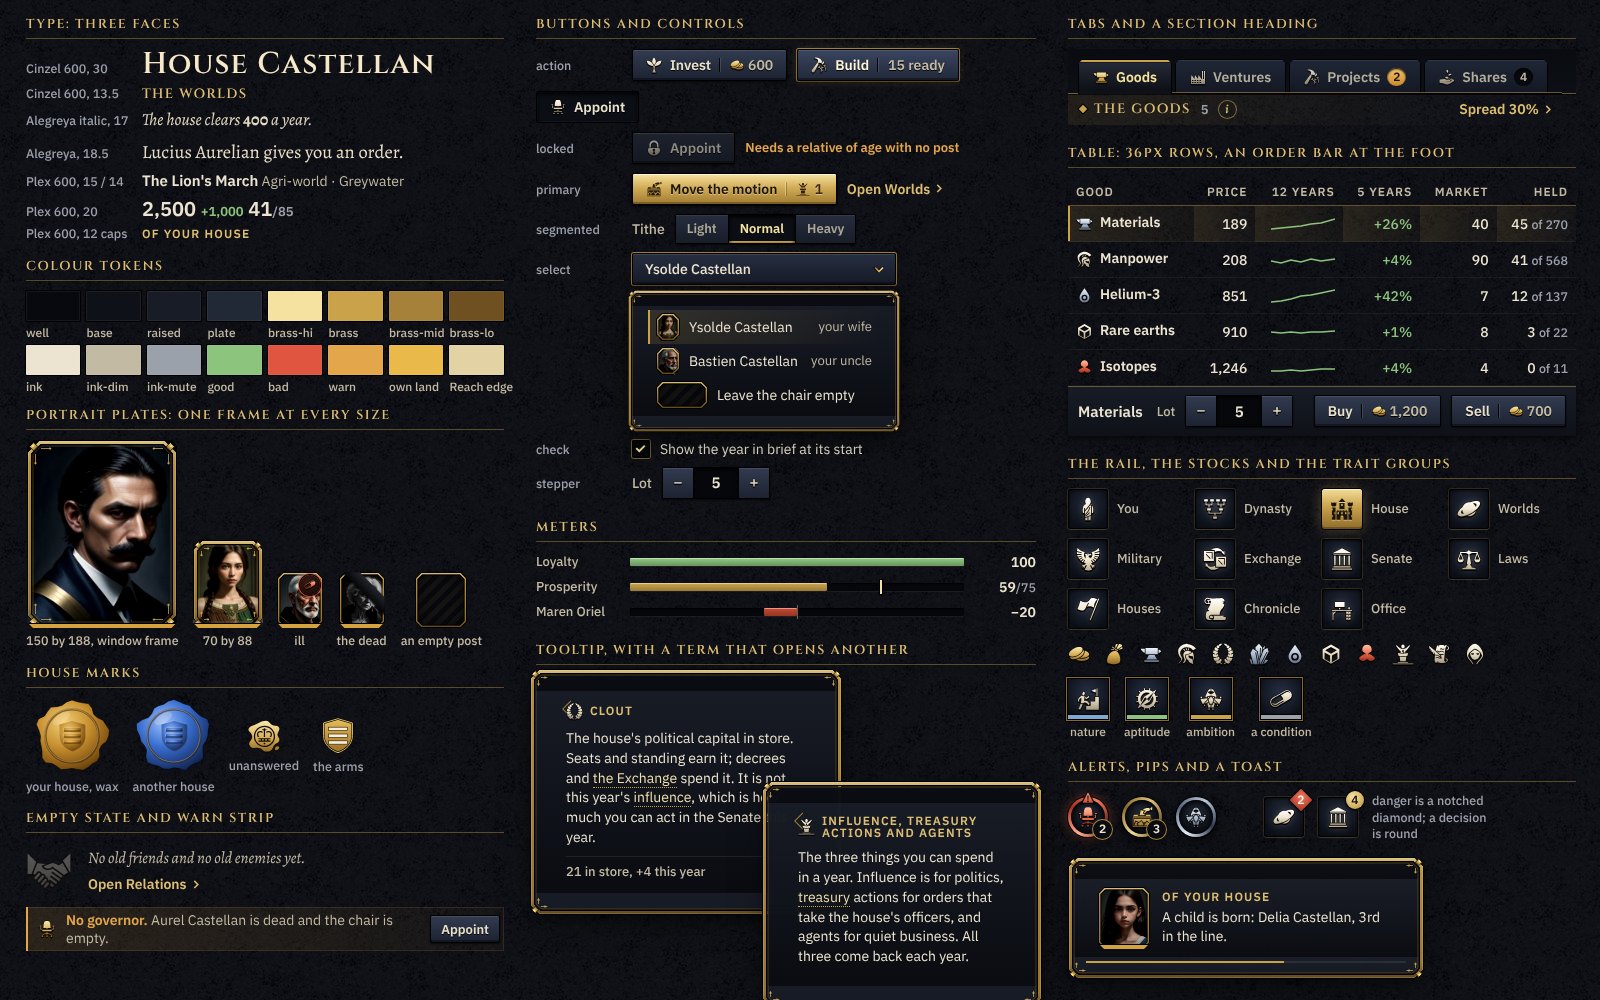 TYPE: THREE FACES
Cinzel 600, 30
HOUSE CASTELLAN
Cinzel 600, 13.5
THE WORLDS
Alegreya italic, 17
The house clears 400 a year.
Alegreya, 18.5
Lucius Aurelian gives you an order.
Plex 600, 15 / 14
The Lion's March Agri-world · Greywater
Plex 600, 20
2,500 +1,000 41/85
Plex 600, 12 caps
OF YOUR HOUSE
COLOUR TOKENS
well base raised plate brass-hi brass brass-mid brass-lo
ink ink-dim ink-mute good bad warn own land Reach edge
PORTRAIT PLATES: ONE FRAME AT EVERY SIZE
150 by 188, window frame 70 by 88 ill the dead an empty post
HOUSE MARKS
your house, wax another house unanswered the arms
EMPTY STATE AND WARN STRIP
No old friends and no old enemies yet.
Open Relations >
No governor. Aurel Castellan is dead and the chair is
empty.
Appoint
BUTTONS AND CONTROLS
action
Invest 600
Build 15 ready
Appoint
locked
Appoint
Needs a relative of age with no post
primary
Move the motion 1
Open Worlds >
segmented
Tithe Light Normal Heavy
select
Ysolde Castellan
Ysolde Castellan your wife
Bastien Castellan your uncle
Leave the chair empty
check
Show the year in brief at its start
stepper
Lot − 5 +
METERS
Loyalty 100
Prosperity 59/75
Maren Oriel −20
TOOLTIP, WITH A TERM THAT OPENS ANOTHER
CLOUT
The house's political capital in store.
Seats and standing earn it; decrees
and the Exchange spend it. It is not
this year's influence, which is
much you can act in the Senate
year.
21 in store, +4 this year
INFLUENCE, TREASURY
ACTIONS AND AGENTS
The three things you can spend
in a year. Influence is for politics,
treasury actions for orders that
take the house's officers, and
agents for quiet business. All
three come back each year.
TABS AND A SECTION HEADING
Goods Ventures Projects 2 Shares 4
THE GOODS 5 i
Spread 30% >
TABLE: 36PX ROWS, AN ORDER BAR AT THE FOOT
GOOD PRICE 12 YEARS 5 YEARS MARKET HELD
Materials 189 +26% 40 45 of 270
Manpower 208 +4% 90 41 of 568
Helium-3 851 +42% 7 12 of 137
Rare earths 910 +1% 8 3 of 22
Isotopes 1,246 +4% 4 0 of 11
Materials Lot − 5 + Buy 1,200 Sell 700
THE RAIL, THE STOCKS AND THE TRAIT GROUPS
You Dynasty House Worlds
Military Exchange Senate Laws
Houses Chronicle Office
nature aptitude ambition a condition
ALERTS, PIPS AND A TOAST
2 3 2 4
danger is a notched
diamond; a decision
is round
OF YOUR HOUSE
A child is born: Delia Castellan, 3rd
in the line.